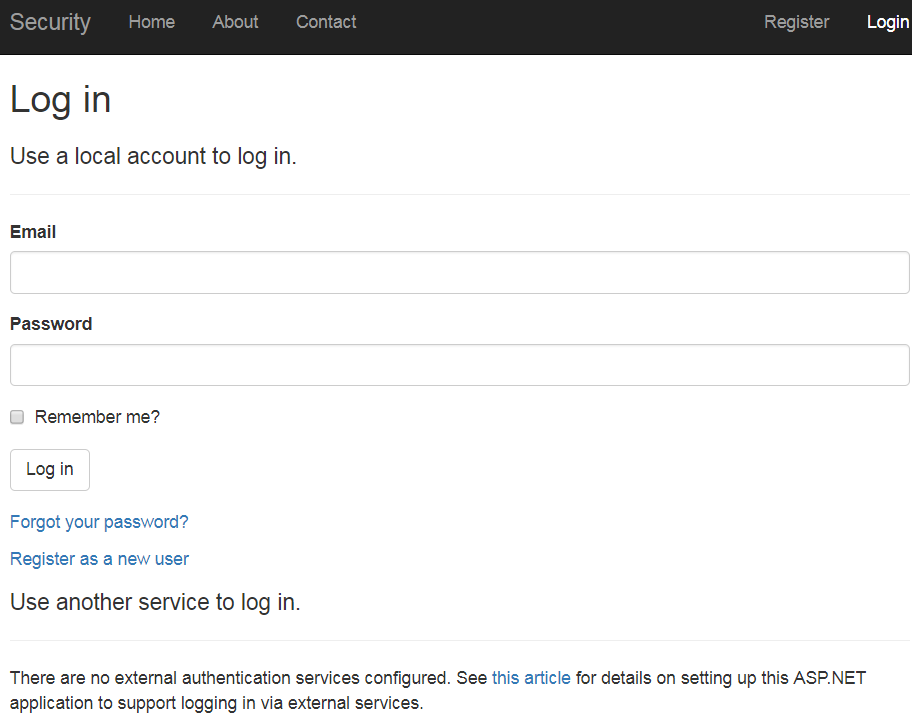 Security Home About Contact Register Login
Log in
Use a local account to log in.
Email
Password
Remember me?
Log in
Forgot your password?
Register as a new user
Use another service to log in.
There are no external authentication services configured. See this article for details on setting up this ASP.NET
application to support logging in via external services.